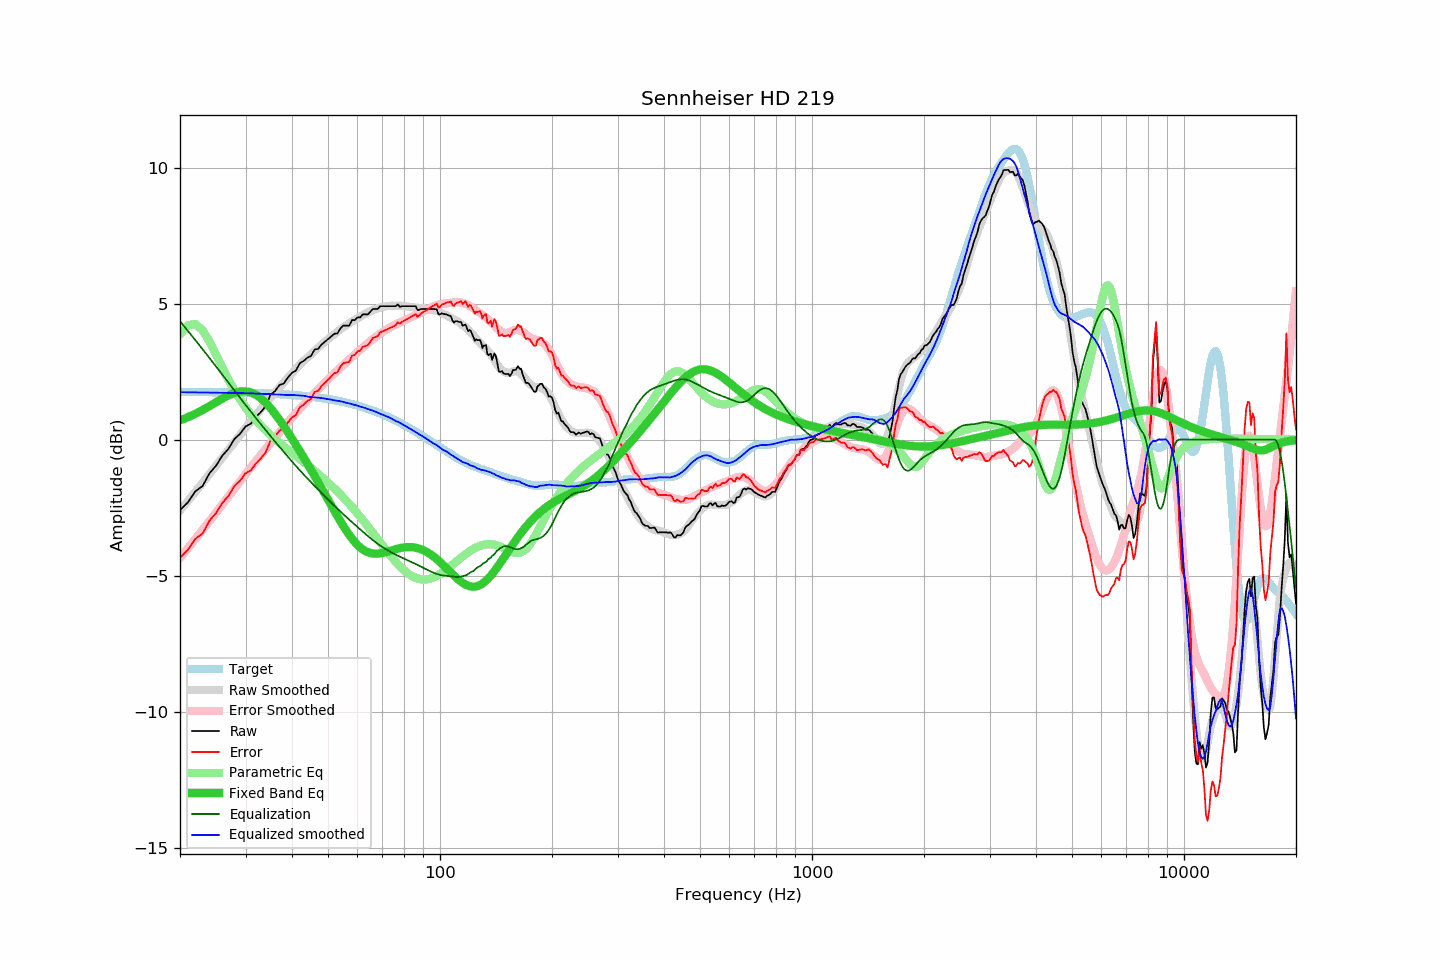 Sennheiser HD 219
10
5
0
−5
−10
−15
Amplitude (dBr)
Target
Raw Smoothed
Error Smoothed
Raw
Error
Parametric Eq
Fixed Band Eq
Equalization
Equalized smoothed
100 1000 10000
Frequency (Hz)